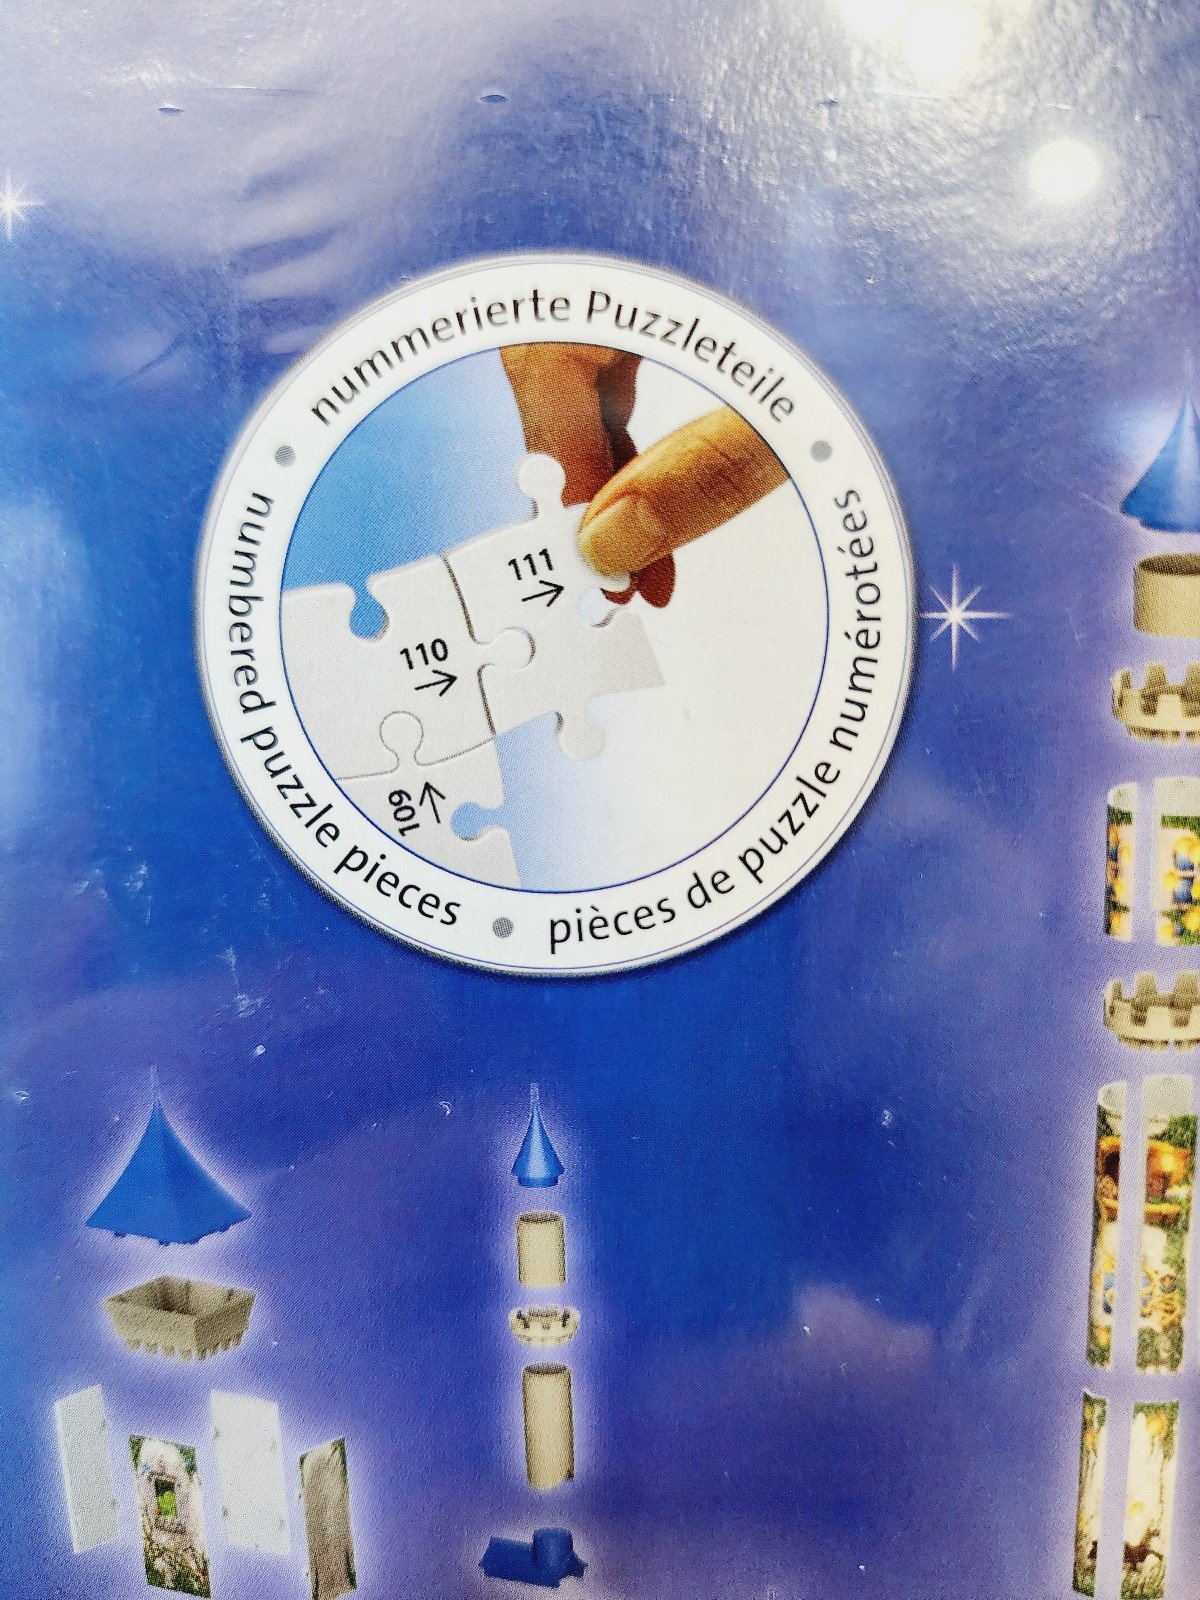 nummerierte Puzzleteile
numbered puzzle pieces
pièces de puzzle numérotées
111
→
110
→
109
→